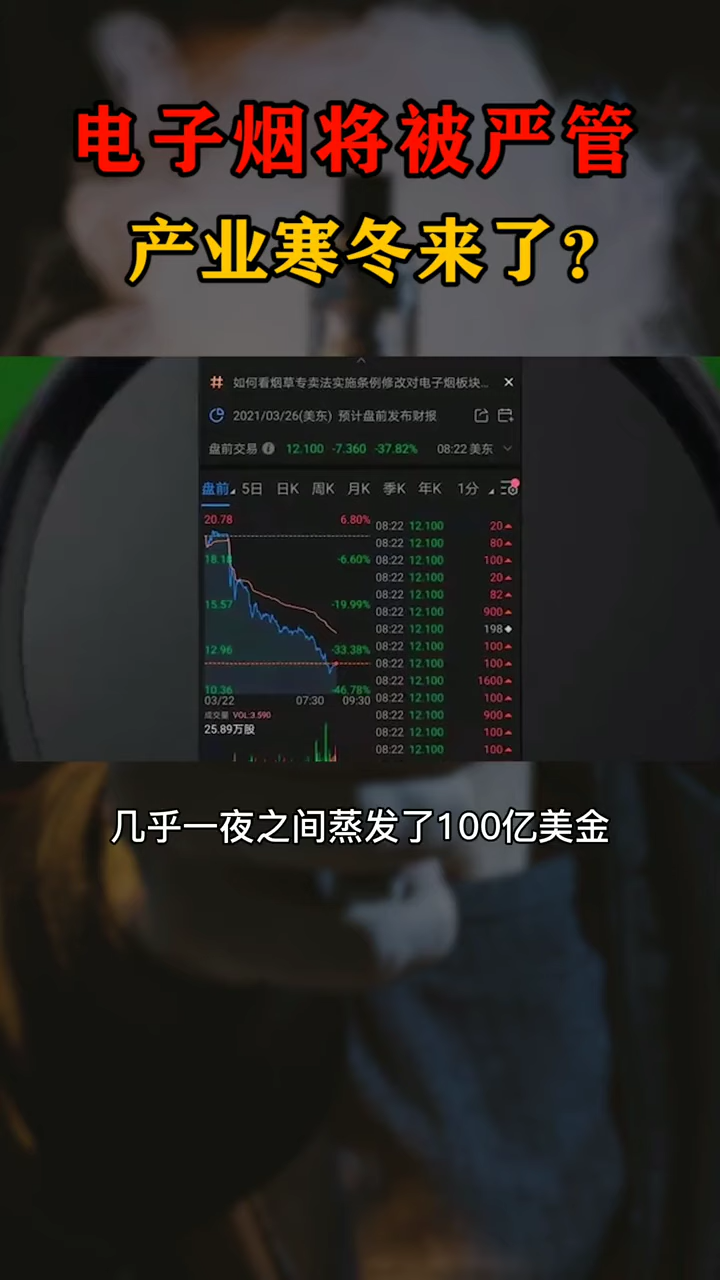 电子烟将被严管
产业寒冬来了?
# 如何看烟草专卖法实施条例修改对电子烟板块... ×
2021/03/26(美东) 预计盘前发布财报
盘前交易 12.100 -7.360 -37.82% 08:22 美东
盘前 5日 日K 周K 月K 季K 年K 1分
20.78 6.80%
18.18 -6.60%
15.57 -19.99%
12.96 -33.38%
10.36 -46.78%
03/22 07:30 09:30
成交量 VOL:3.590
25.89万股
08:22 12.100 20
08:22 12.100 80
08:22 12.100 100
08:22 12.100 20
08:22 12.100 82
08:22 12.100 900
08:22 12.100 198
08:22 12.100 100
08:22 12.100 100
08:22 12.100 1600
08:22 12.100 100
08:22 12.100 900
08:22 12.100 100
08:22 12.100 100
几乎一夜之间蒸发了100亿美金